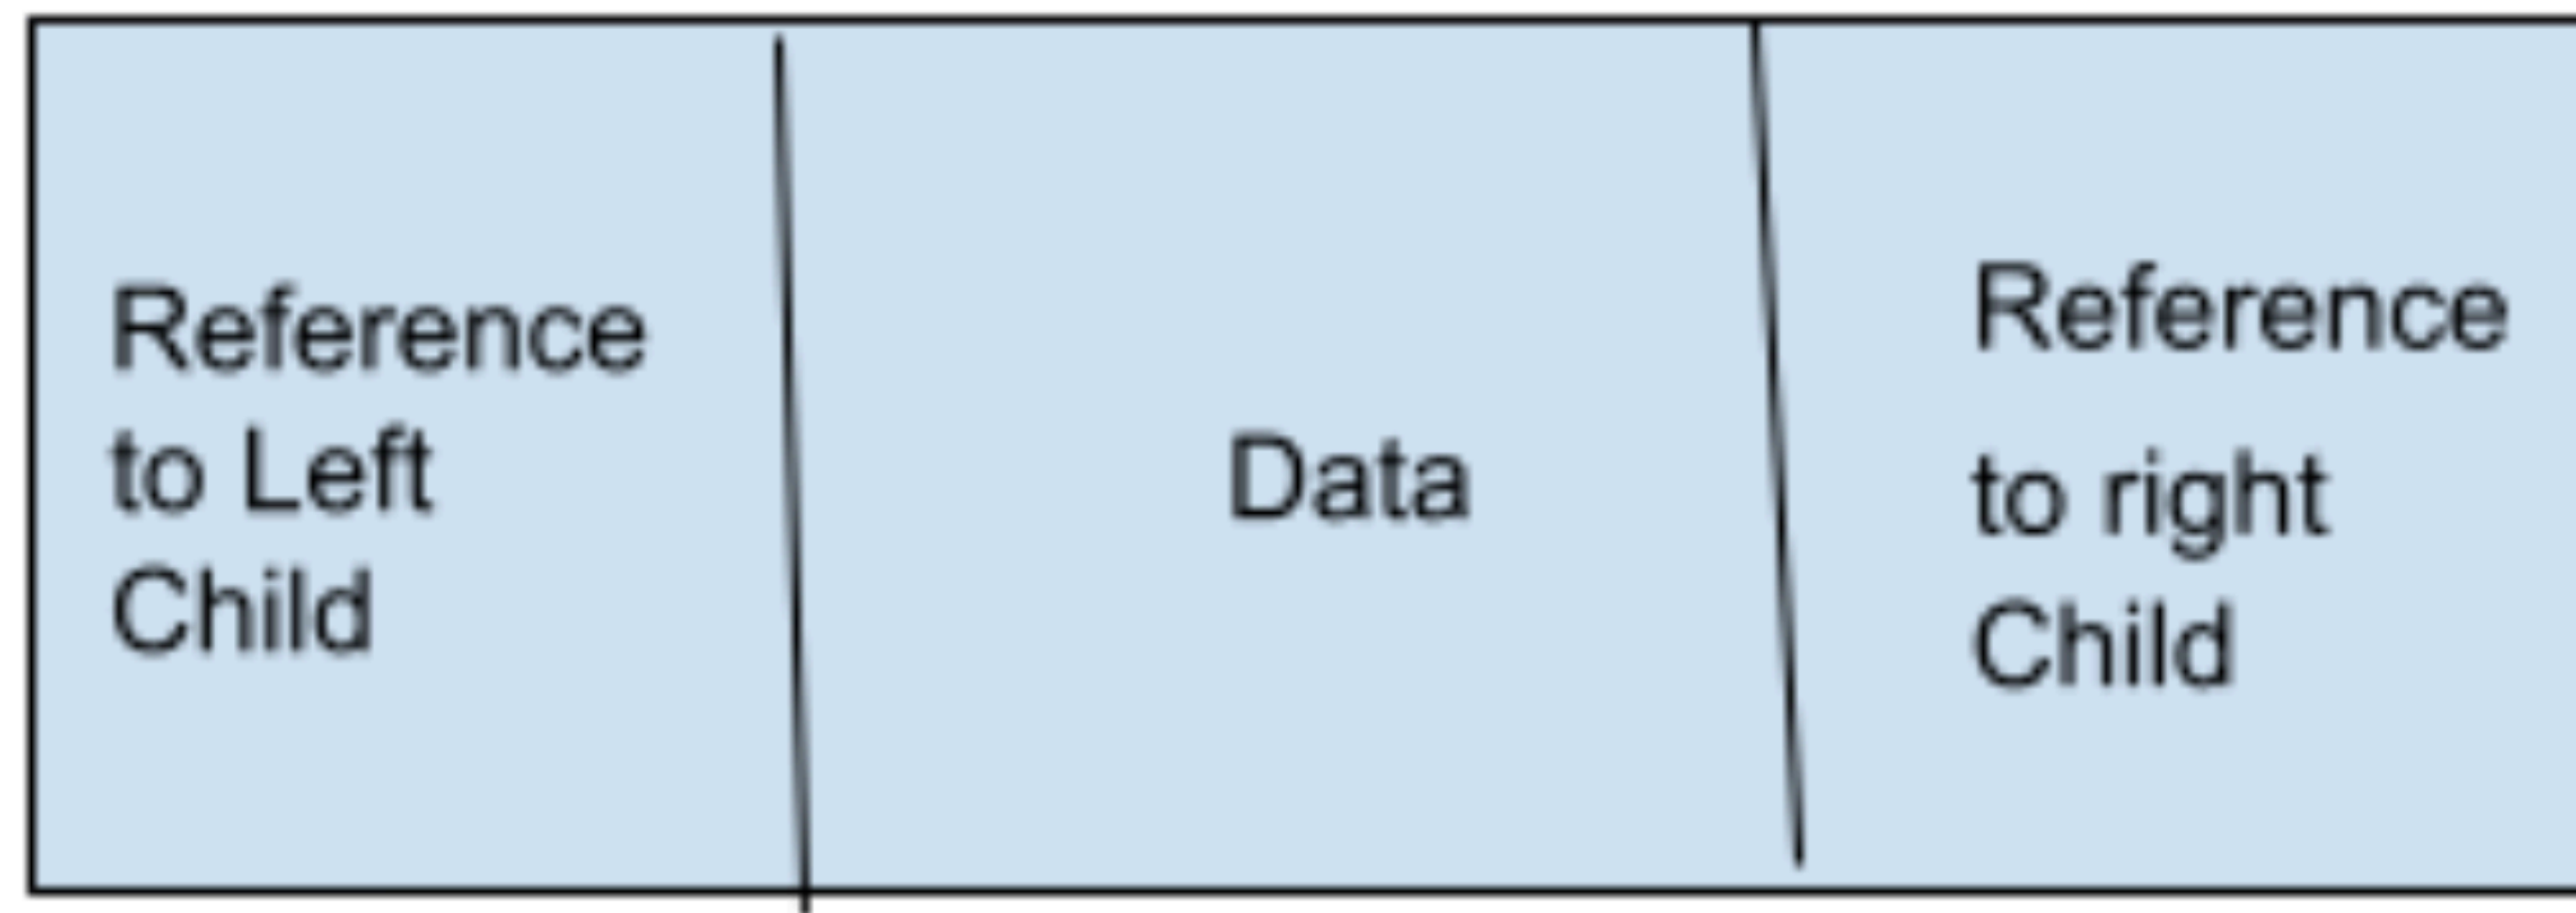 Reference
to Left
Child
Data
Reference
to right
Child